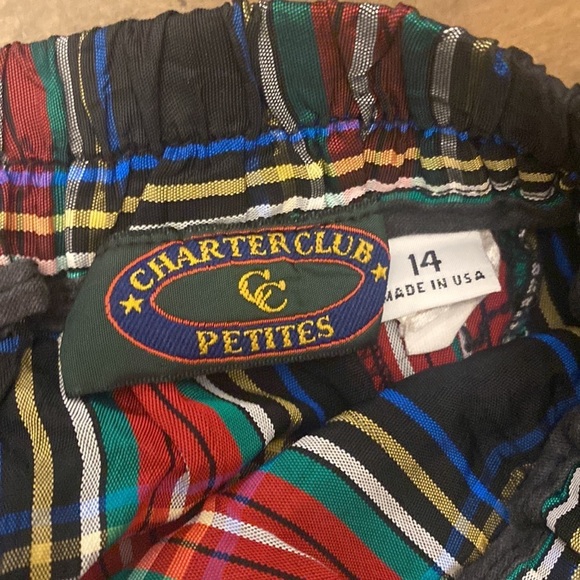 CHARTER CLUB
CC
PETITES
14
MADE IN USA